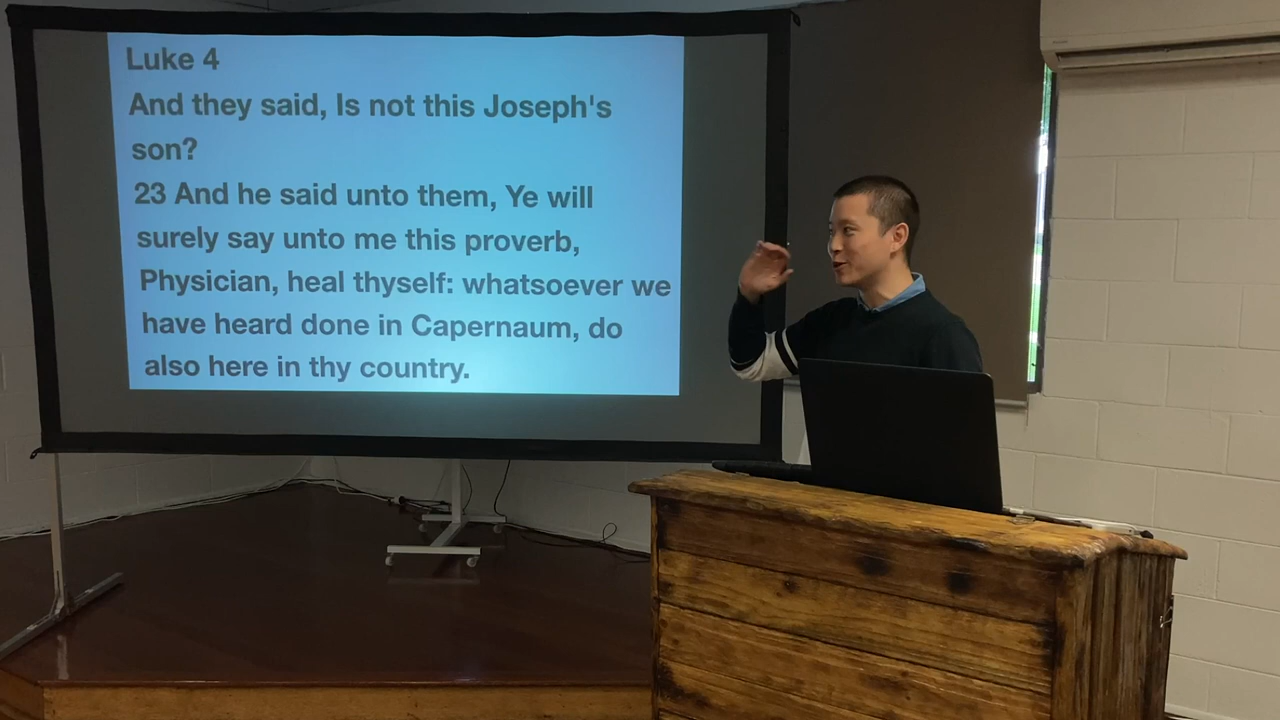 Luke 4
And they said, Is not this Joseph's
son?
23 And he said unto them, Ye will
surely say unto me this proverb,
Physician, heal thyself: whatsoever we
have heard done in Capernaum, do
also here in thy country.